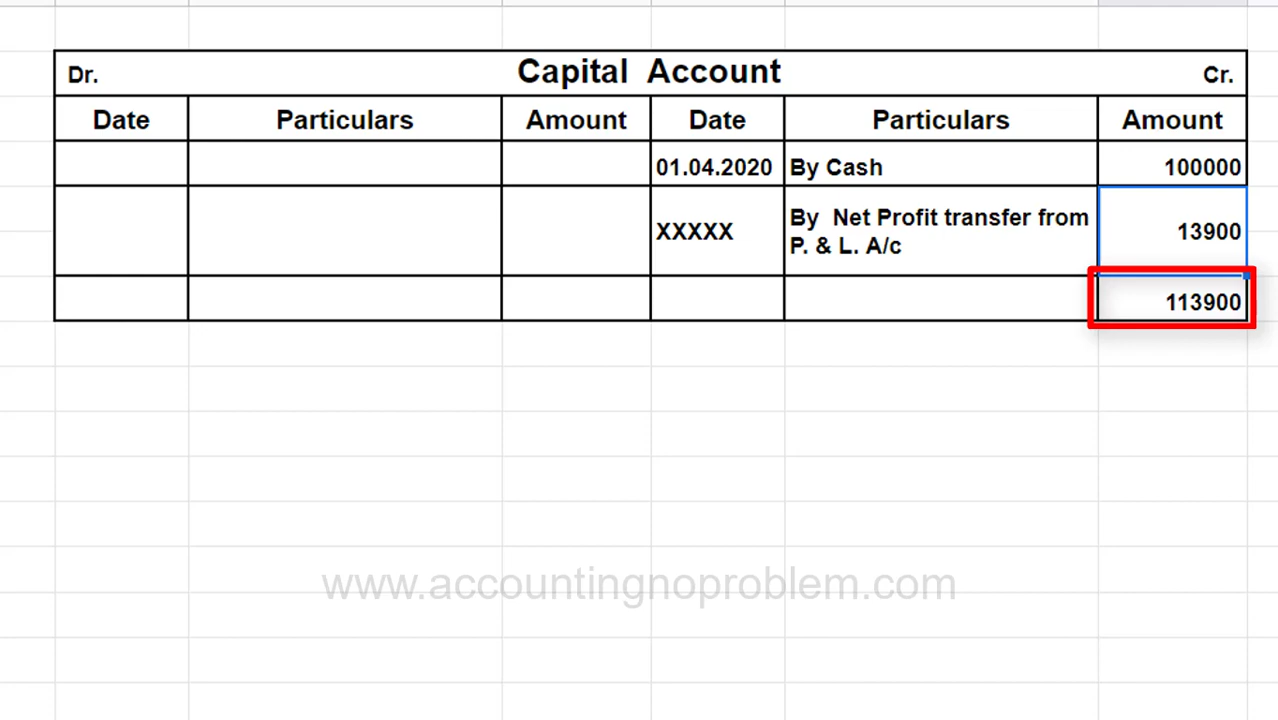 Dr. Capital Account Cr.
Date Particulars Amount Date Particulars Amount
01.04.2020 By Cash 100000
XXXXX By Net Profit transfer from P. & L. A/c 13900
113900
www.accountingnoproblem.com